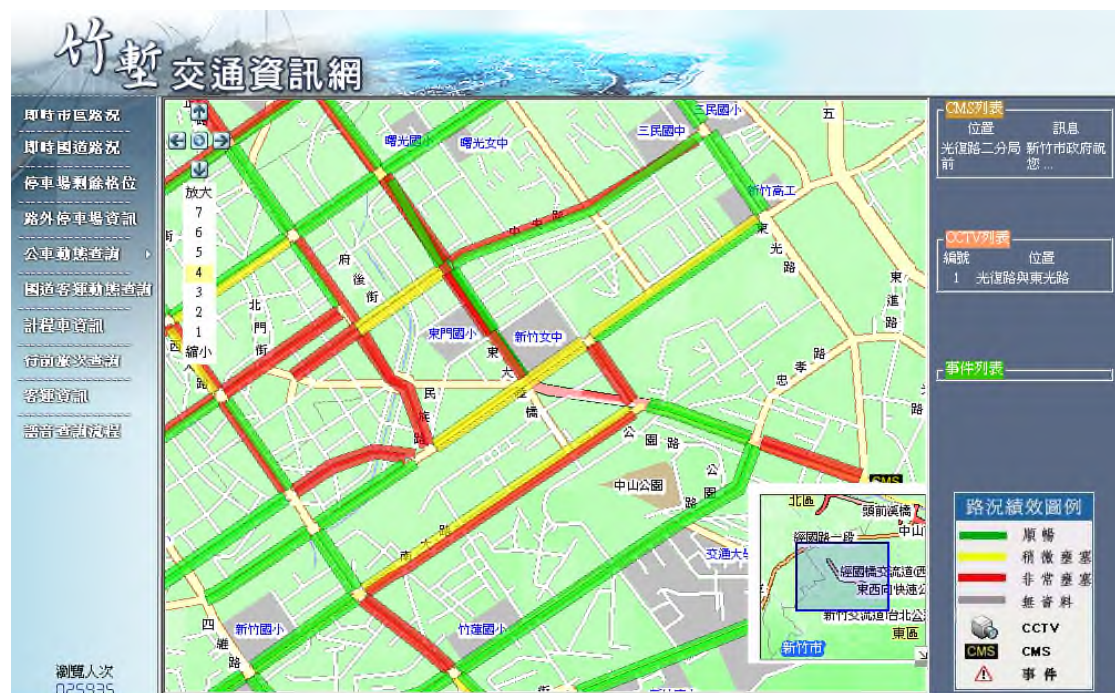 竹塹交通資訊網
即時市區路況
即時國道路況
停車場剩餘格位
路外停車場資訊
公車動態查詢
國道客運動態查詢
計程車資訊
行前旅次查詢
客運資訊
語音查詢流程
瀏覽人次
025935
放大
7
6
5
4
3
2
1
縮小
曙光國小
曙光女中
三民國小
三民國中
五
新竹高工
中央路
東光路
府後街
北門街
東進路
東門國小
新竹女中
東大陸橋
民族路
忠孝路
路
西
公園路
公園路
中山公園
交通大學
南
路
四維路
新竹國小
竹蓮國小
街
CMS
北區
頭前溪橋
中山
經國路一段
經國橋交流道(西
東西向快速公
新竹交流道(台北公
東區
新竹市
CMS列表
位置 訊息
光復路二分局前 新竹市政府祝您...
CCTV列表
編號 位置
1 光復路與東光路
事件列表
路況績效圖例
順暢
稍微壅塞
非常壅塞
無資料
CCTV
CMS CMS
事件